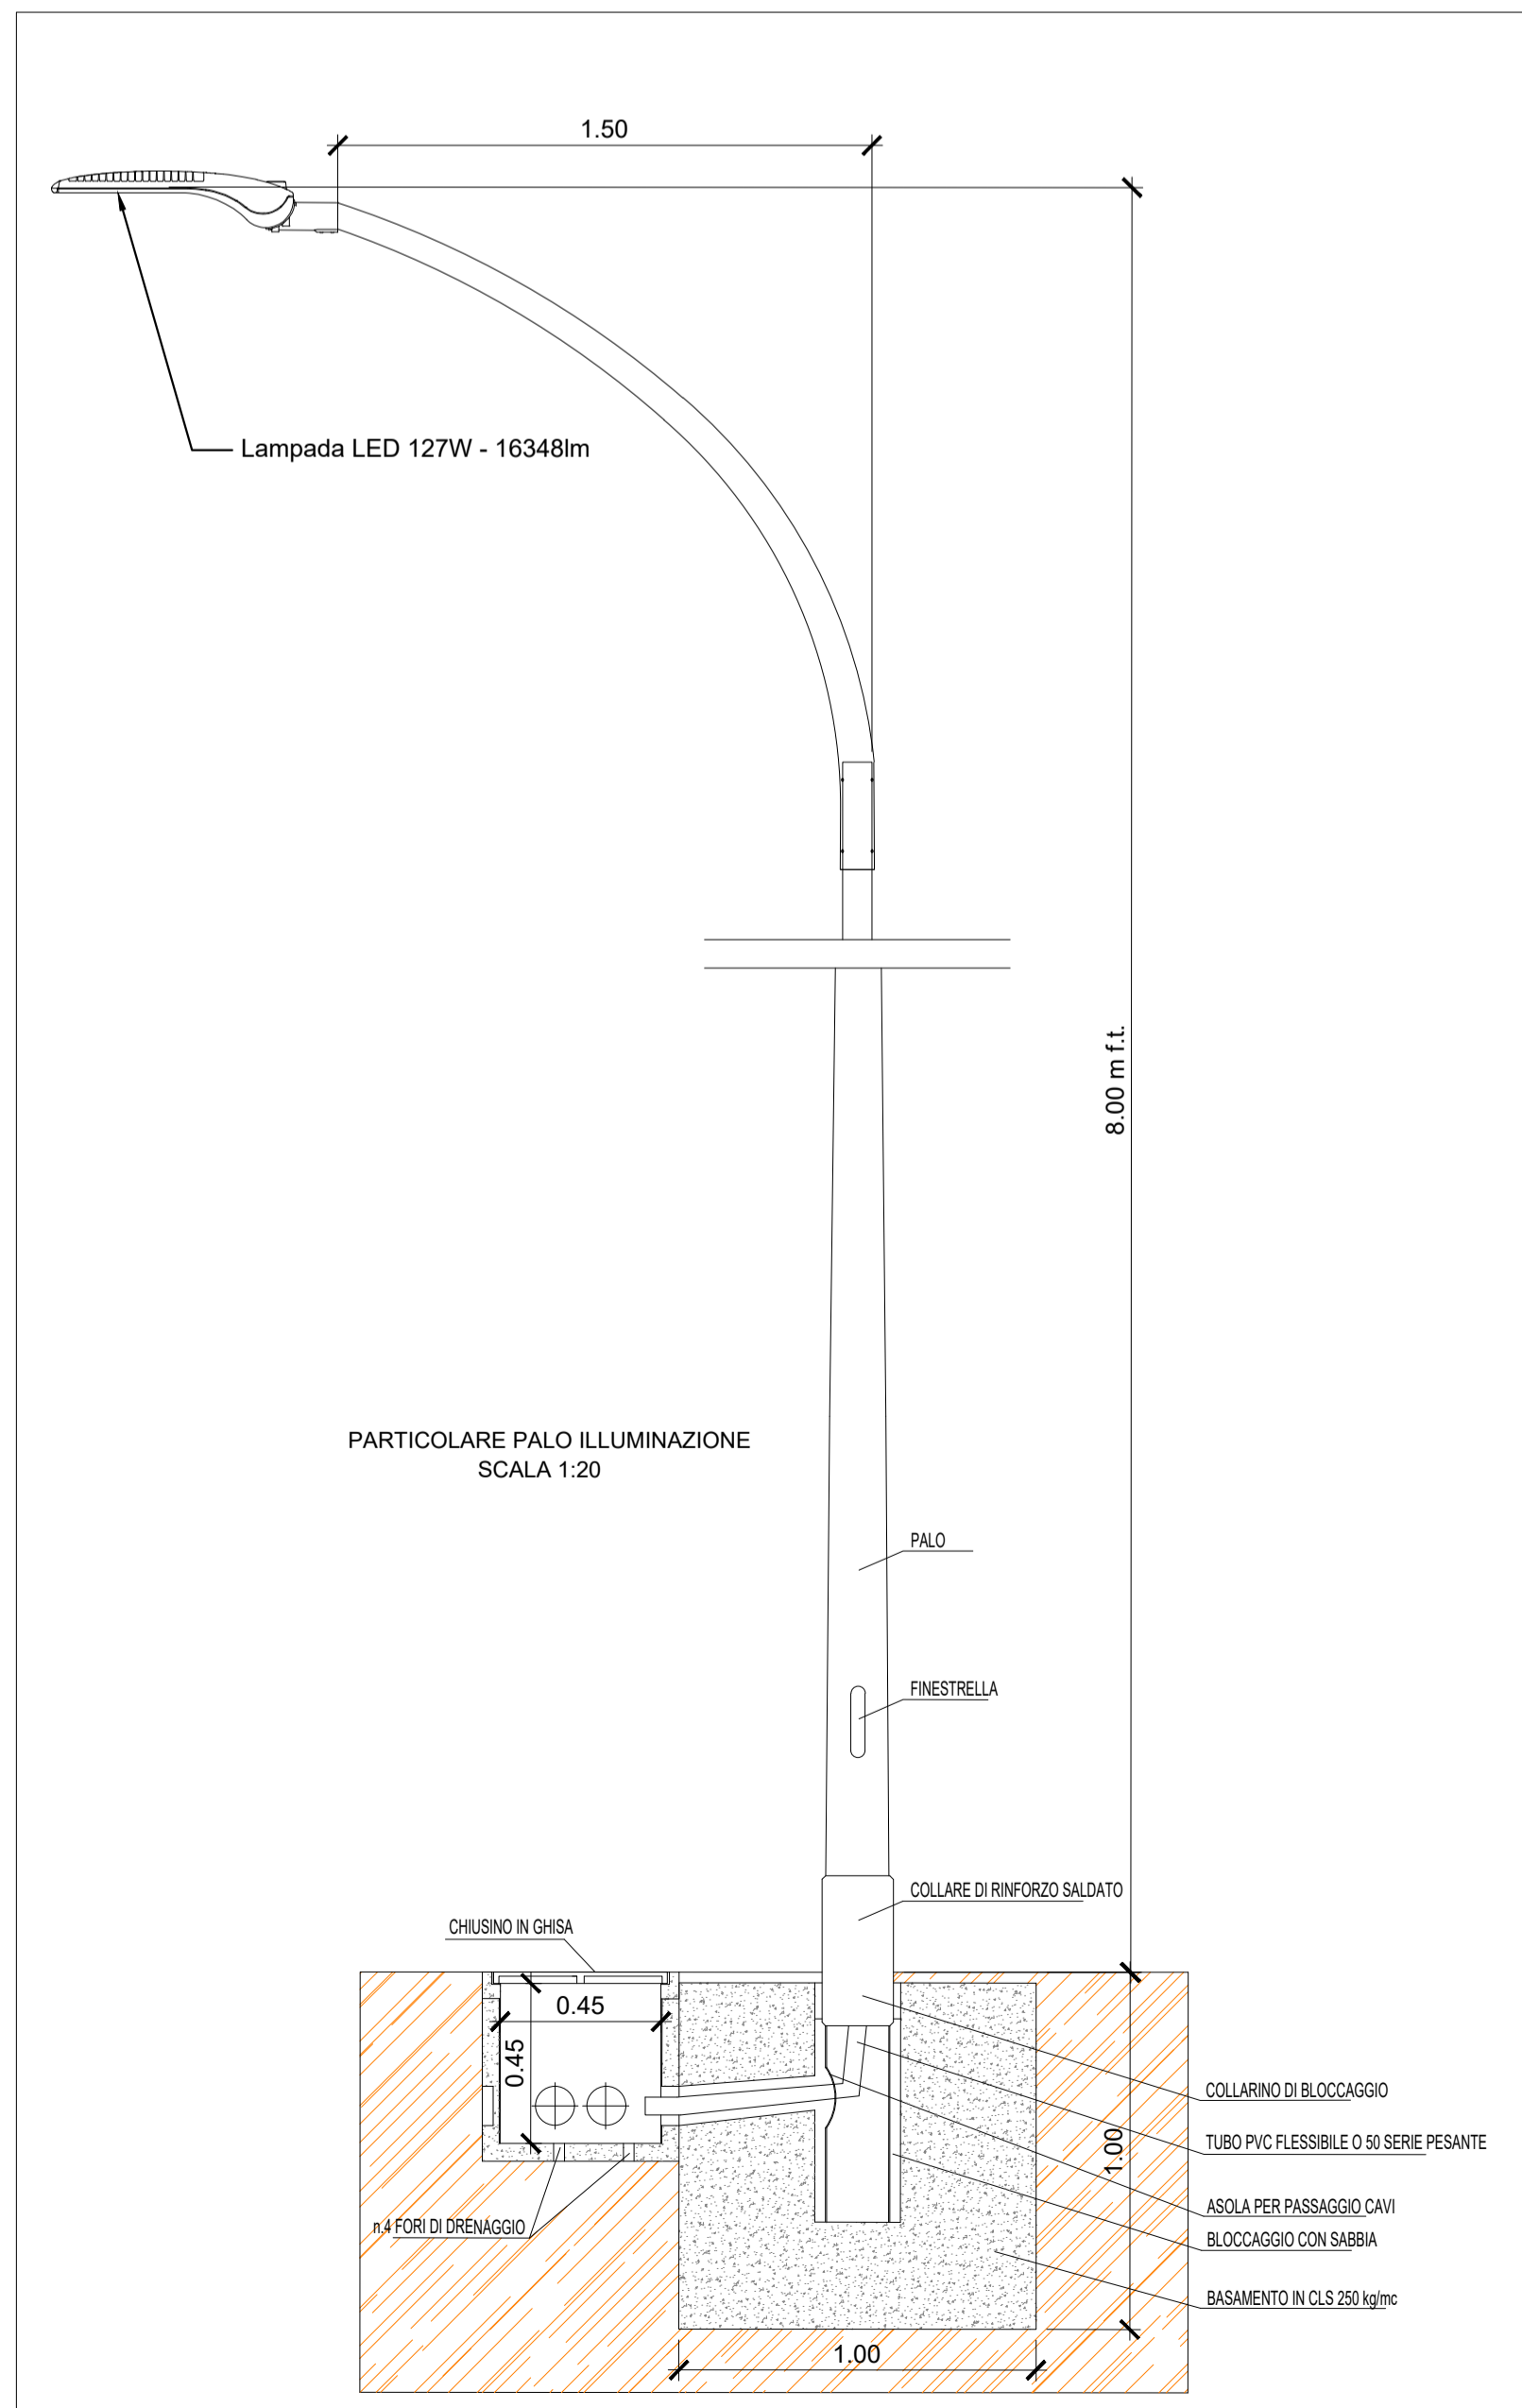 1.50
Lampada LED 127W - 16348lm
8.00 m f.t.
PARTICOLARE PALO ILLUMINAZIONE
SCALA 1:20
PALO
FINESTRELLA
COLLARE DI RINFORZO SALDATO
CHIUSINO IN GHISA
0.45
0.45
COLLARINO DI BLOCCAGGIO
TUBO PVC FLESSIBILE O 50 SERIE PESANTE
1.00
ASOLA PER PASSAGGIO CAVI
n.4 FORI DI DRENAGGIO
BLOCCAGGIO CON SABBIA
BASAMENTO IN CLS 250 kg/mc
1.00